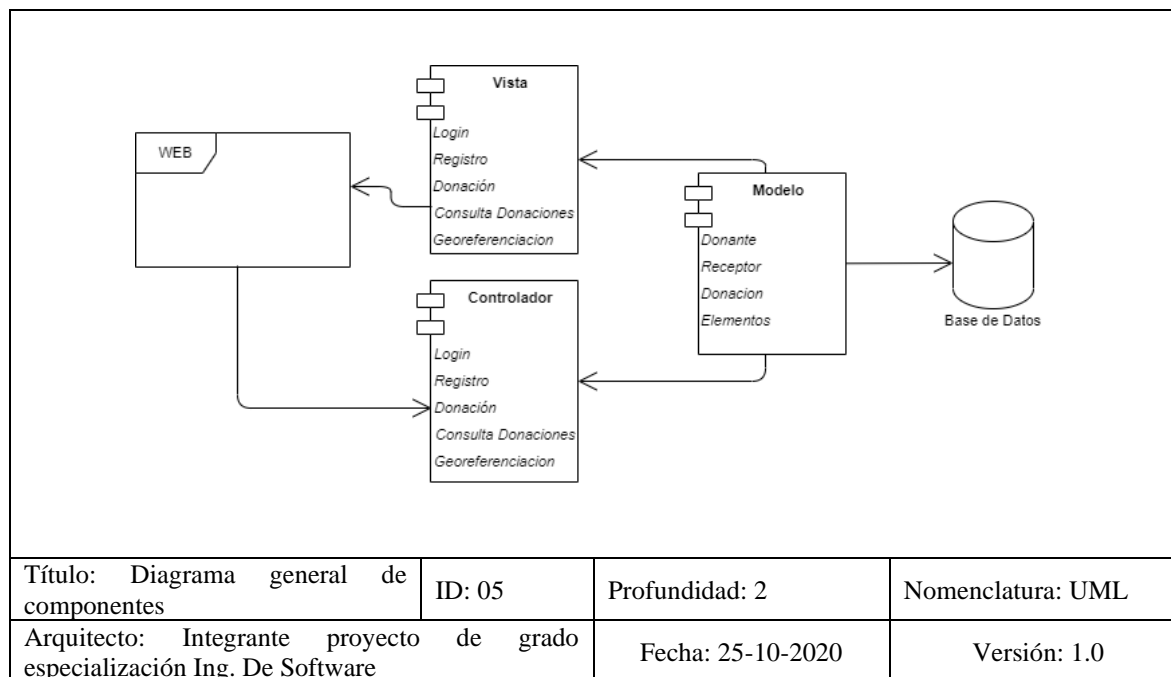 Vista
Login
Registro
Donación
Consulta Donaciones
Georeferenciacion
WEB
Modelo
Donante
Receptor
Donacion
Elementos
Base de Datos
Controlador
Login
Registro
Donación
Consulta Donaciones
Georeferenciacion
Título: Diagrama general de
componentes
ID: 05
Profundidad: 2
Nomenclatura: UML
Arquitecto: Integrante proyecto de grado
especialización Ing. De Software
Fecha: 25-10-2020
Versión: 1.0